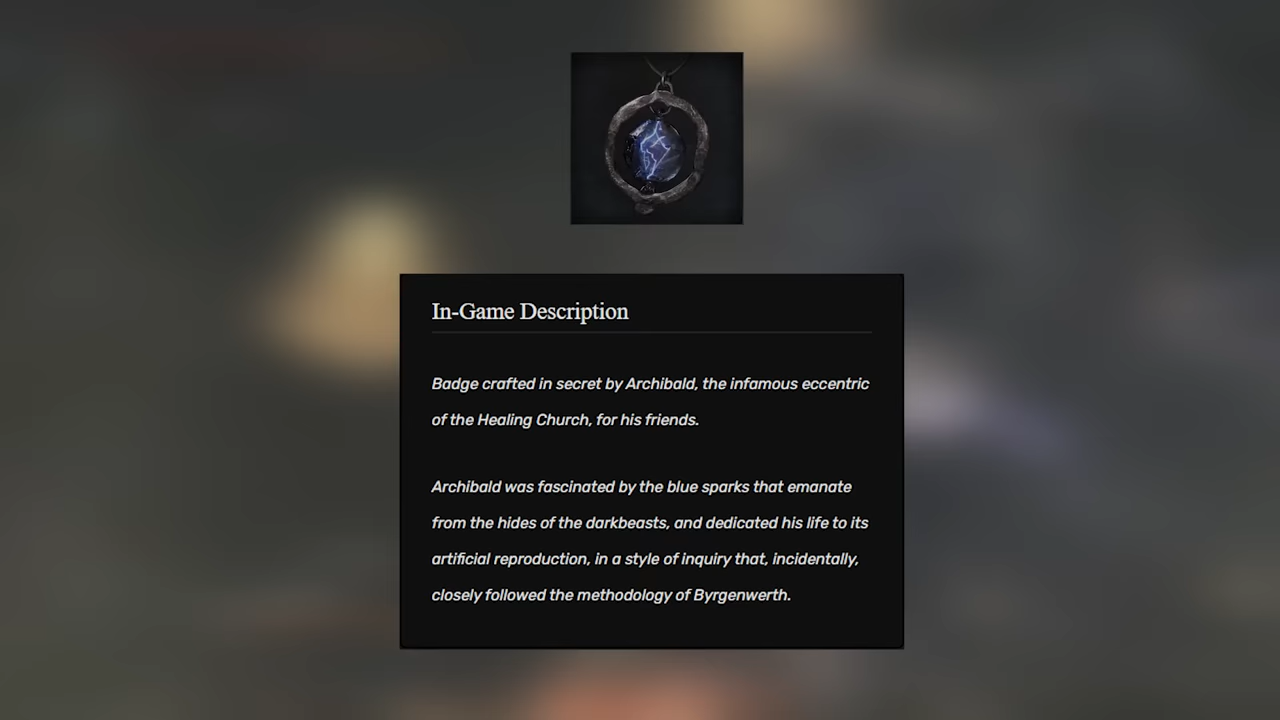 In-Game Description
Badge crafted in secret by Archibald, the infamous eccentric
of the Healing Church, for his friends.
Archibald was fascinated by the blue sparks that emanate
from the hides of the darkbeasts, and dedicated his life to its
artificial reproduction, in a style of inquiry that, incidentally,
closely followed the methodology of Byrgenwerth.